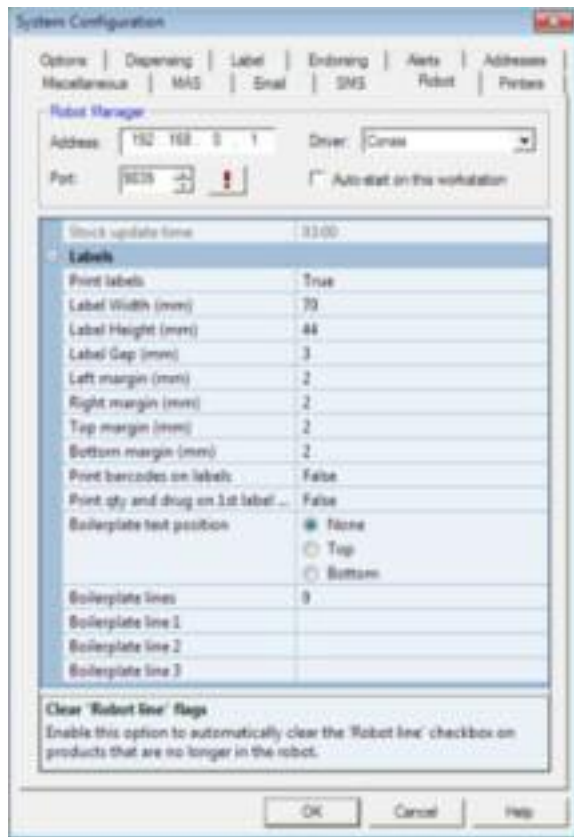 System Configuration
Options Dispensing Label Endorsing Alerts Addresses
Miscellaneous MAS Email SMS Robot Printers
Robot Manager
Address: 192 . 168 . . 1 Driver:
Port: Auto-start on this workstation
Stock update time 03:00
Labels
Print labels True
Label Width (mm) 70
Label Height (mm) 44
Label Gap (mm) 3
Left margin (mm) 2
Right margin (mm) 2
Top margin (mm) 2
Bottom margin (mm) 2
Print barcodes on labels False
Print qty and drug on 1st label ... False
Boilerplate text position None
Top
Bottom
Boilerplate lines
Boilerplate line 1
Boilerplate line 2
Boilerplate line 3
Clear 'Robot line' flags
Enable this option to automatically clear the 'Robot line' checkbox on
products that are no longer in the robot.
OK Cancel Help